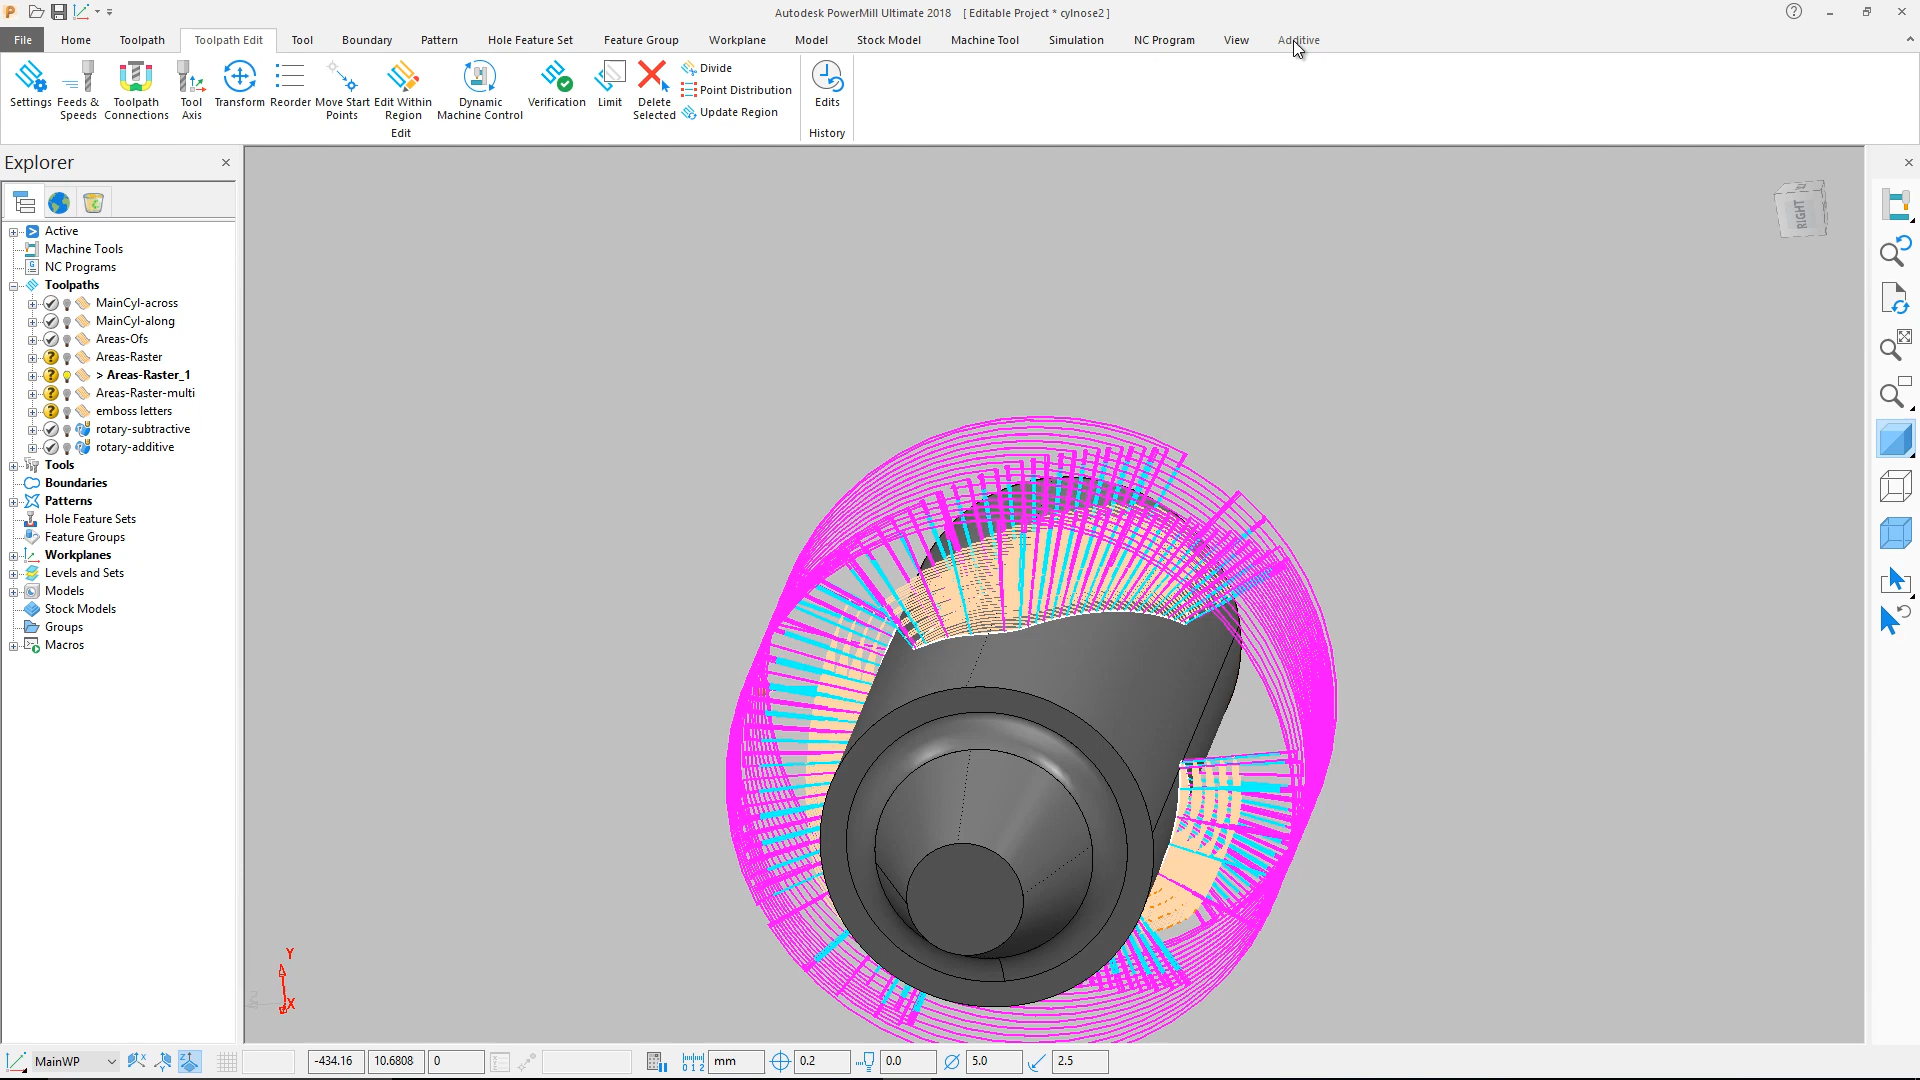 Autodesk PowerMill Ultimate 2018 [ Editable Project * cylnose2 ]
File Home Toolpath Toolpath Edit Tool Boundary Pattern Hole Feature Set Feature Group Workplane Model Stock Model Machine Tool Simulation NC Program View Additive
Settings Feeds & Speeds Toolpath Connections Tool Axis Transform Reorder Move Start Points Edit Within Region Dynamic Machine Control Verification Limit Delete Selected
Divide
Point Distribution
Update Region
Edits
Edit History
Explorer
Active
Machine Tools
NC Programs
Toolpaths
MainCyl-across
MainCyl-along
Areas-Ofs
Areas-Raster
> Areas-Raster_1
Areas-Raster-multi
emboss letters
rotary-subtractive
rotary-additive
Tools
Boundaries
Patterns
Hole Feature Sets
Feature Groups
Workplanes
Levels and Sets
Models
Stock Models
Groups
Macros
RIGHT
Y
X
MainWP -434.16 10.6808 0 mm 0.2 0.0 5.0 2.5